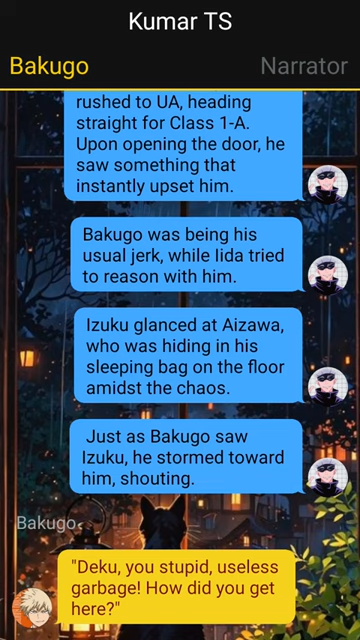 Kumar TS
Bakugo
Narrator
rushed to UA, heading
straight for Class 1-A.
Upon opening the door, he
saw something that
instantly upset him.
Bakugo was being his
usual jerk, while Iida tried
to reason with him.
Izuku glanced at Aizawa,
who was hiding in his
sleeping bag on the floor
amidst the chaos.
Just as Bakugo saw
Izuku, he stormed toward
him, shouting.
Bakugo
"Deku, you stupid, useless
garbage! How did you get
here?"